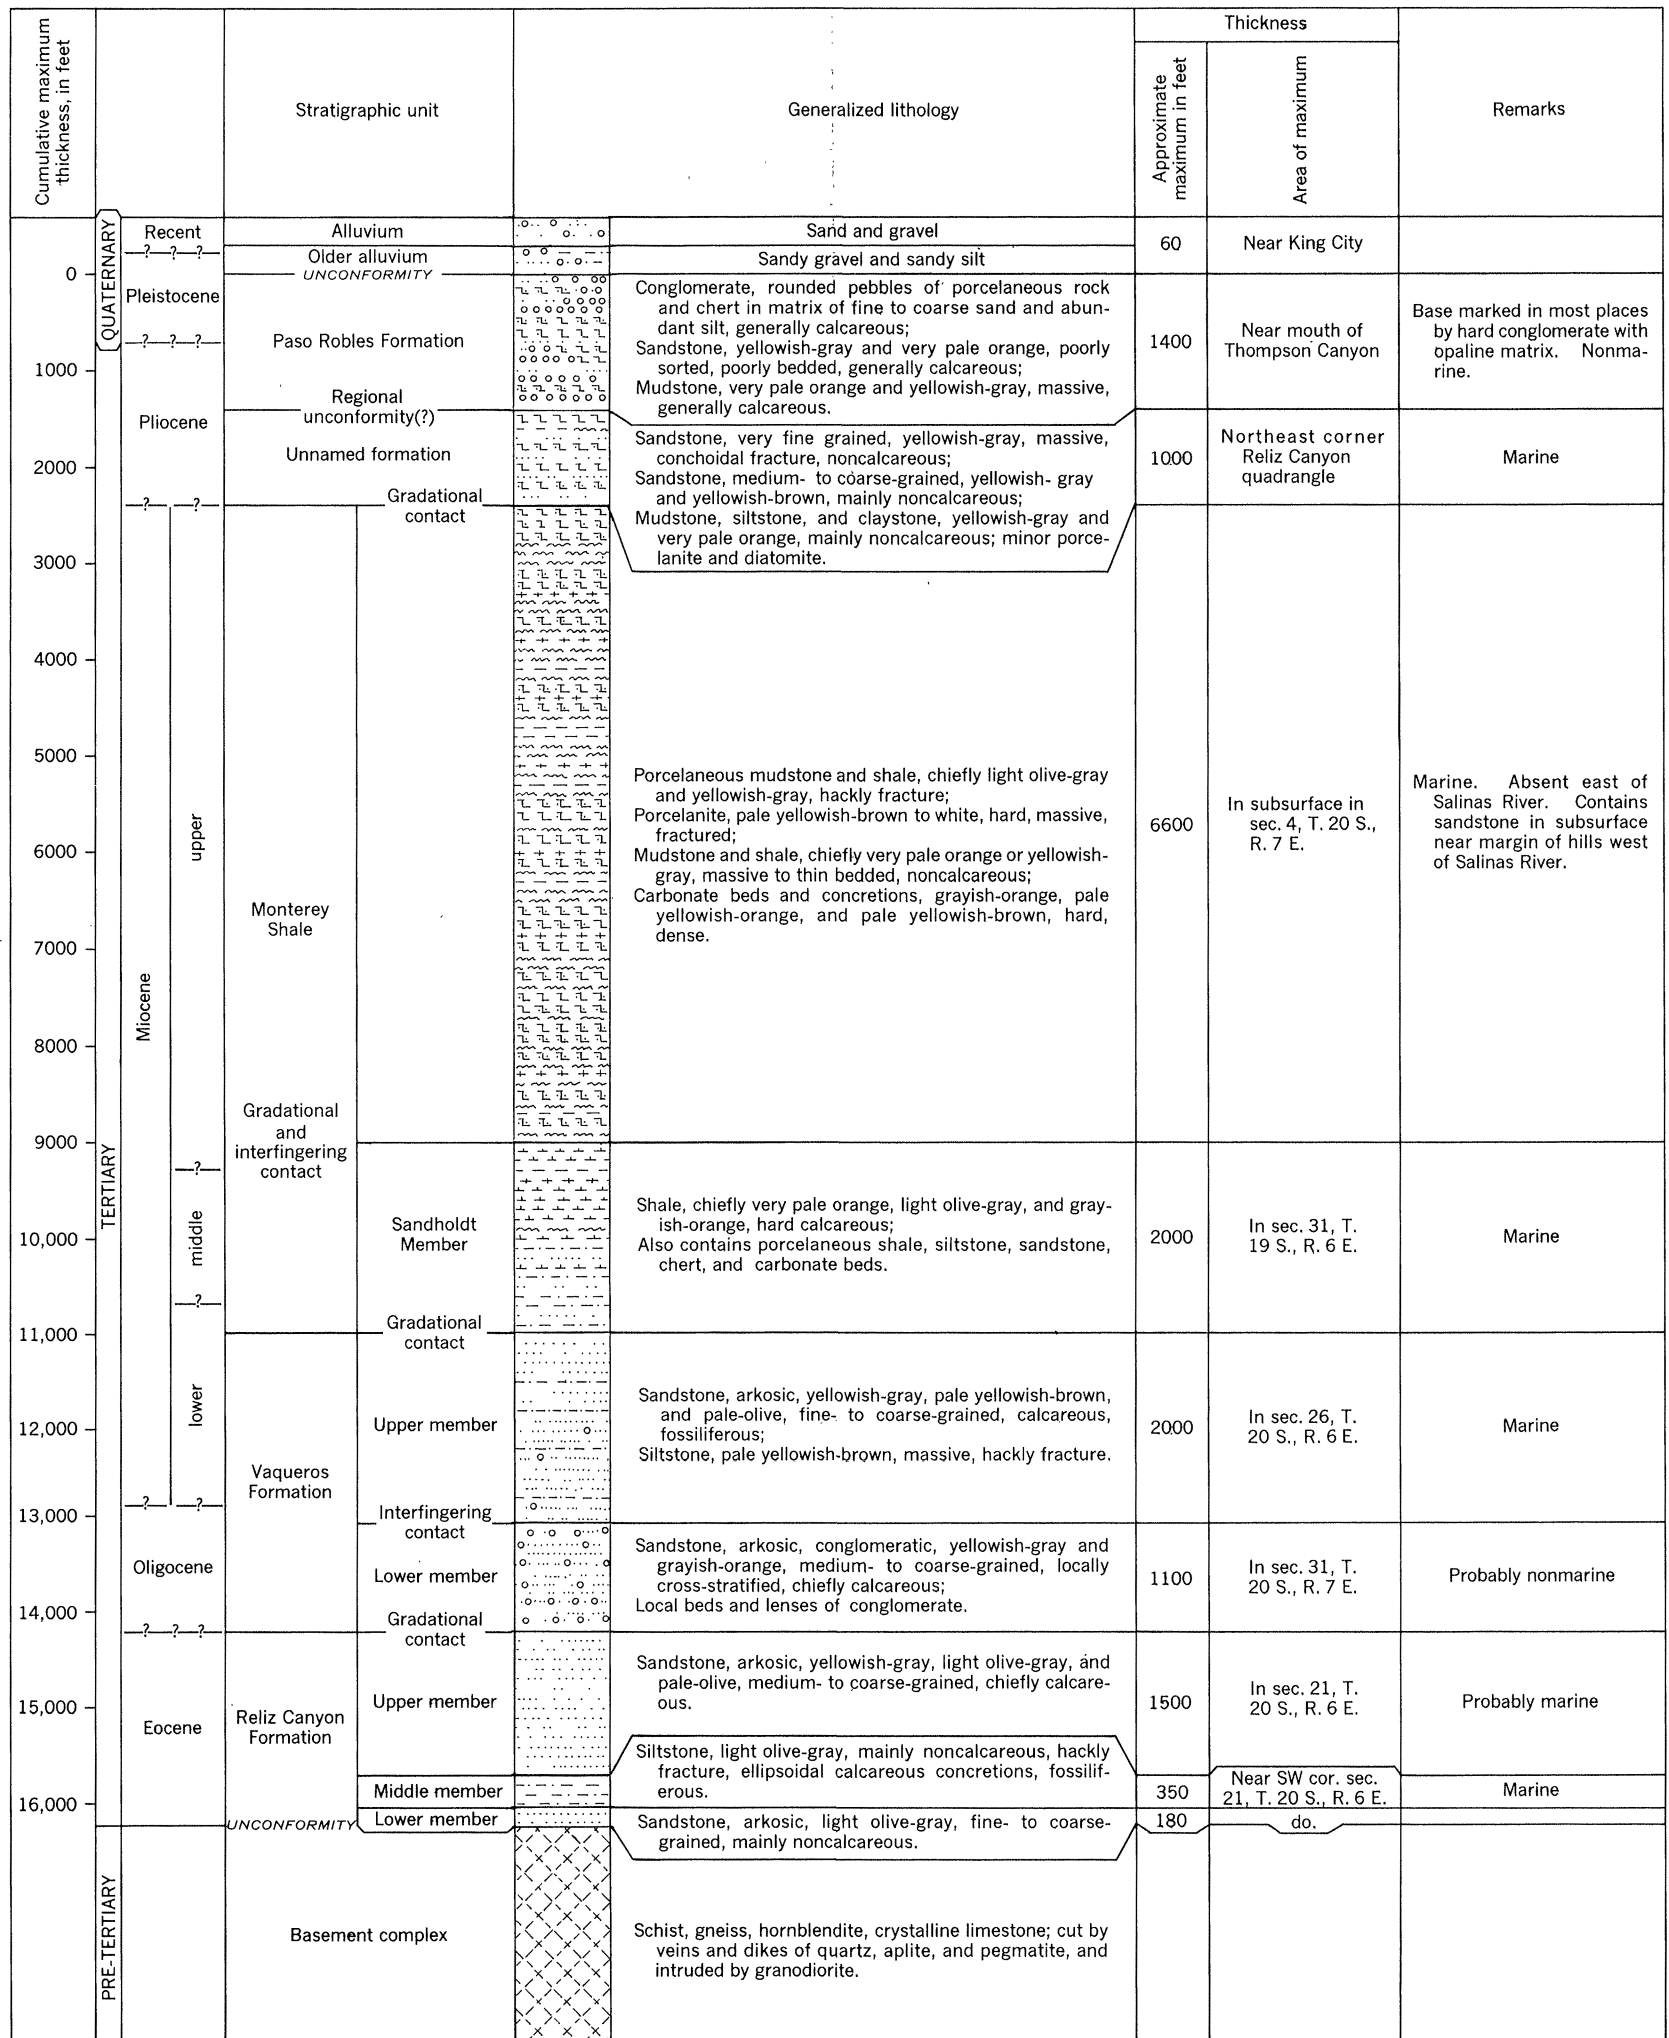 Cumulative maximum
thickness, in feet
Stratigraphic unit
Generalized lithology
Thickness
Approximate
maximum in feet
Area of maximum
Remarks
QUATERNARY
Recent
Alluvium
Sand and gravel
60
Near King City
? ? ?
Older alluvium
Sandy gravel and sandy silt
0
UNCONFORMITY
Pleistocene
? ? ?
Paso Robles Formation
Conglomerate, rounded pebbles of porcelaneous rock
and chert in matrix of fine to coarse sand and abun-
dant silt, generally calcareous;
Sandstone, yellowish-gray and very pale orange, poorly
sorted, poorly bedded, generally calcareous;
Mudstone, very pale orange and yellowish-gray, massive,
generally calcareous.
1400
Near mouth of
Thompson Canyon
Base marked in most places
by hard conglomerate with
opaline matrix. Nonma-
rine.
1000
Regional
unconformity(?)
Pliocene
Unnamed formation
Sandstone, very fine grained, yellowish-gray, massive,
conchoidal fracture, noncalcareous;
Sandstone, medium- to coarse-grained, yellowish- gray
and yellowish-brown, mainly noncalcareous;
Mudstone, siltstone, and claystone, yellowish-gray and
very pale orange, mainly noncalcareous; minor porce-
lanite and diatomite.
1000
Northeast corner
Reliz Canyon
quadrangle
Marine
2000
? ?
Gradational
contact
3000
4000
5000
6000
7000
8000
9000
TERTIARY
Miocene
upper
Monterey
Shale
Porcelaneous mudstone and shale, chiefly light olive-gray
and yellowish-gray, hackly fracture;
Porcelanite, pale yellowish-brown to white, hard, massive,
fractured;
Mudstone and shale, chiefly very pale orange or yellowish-
gray, massive to thin bedded, noncalcareous;
Carbonate beds and concretions, grayish-orange, pale
yellowish-orange, and pale yellowish-brown, hard,
dense.
6600
In subsurface in
sec. 4, T. 20 S.,
R. 7 E.
Marine. Absent east of
Salinas River. Contains
sandstone in subsurface
near margin of hills west
of Salinas River.
Gradational
and
interfingering
contact
?
middle
?
10,000
Sandholdt
Member
Shale, chiefly very pale orange, light olive-gray, and gray-
ish-orange, hard calcareous;
Also contains porcelaneous shale, siltstone, sandstone,
chert, and carbonate beds.
2000
In sec. 31, T.
19 S., R. 6 E.
Marine
11,000
Gradational
contact
lower
12,000
Vaqueros
Formation
Upper member
Sandstone, arkosic, yellowish-gray, pale yellowish-brown,
and pale-olive, fine- to coarse-grained, calcareous,
fossiliferous;
Siltstone, pale yellowish-brown, massive, hackly fracture.
2000
In sec. 26, T.
20 S., R. 6 E.
Marine
? ?
13,000
Interfingering
contact
Oligocene
Lower member
Sandstone, arkosic, conglomeratic, yellowish-gray and
grayish-orange, medium- to coarse-grained, locally
cross-stratified, chiefly calcareous;
Local beds and lenses of conglomerate.
1100
In sec. 31, T.
20 S., R. 7 E.
Probably nonmarine
14,000
? ? ?
Gradational
contact
Eocene
Reliz Canyon
Formation
Upper member
Sandstone, arkosic, yellowish-gray, light olive-gray, and
pale-olive, medium- to coarse-grained, chiefly calcare-
ous.
1500
In sec. 21, T.
20 S., R. 6 E.
Probably marine
15,000
Middle member
Siltstone, light olive-gray, mainly noncalcareous, hackly
fracture, ellipsoidal calcareous concretions, fossilif-
erous.
350
Near SW cor. sec.
21, T. 20 S., R. 6 E.
Marine
16,000
UNCONFORMITY
Lower member
Sandstone, arkosic, light olive-gray, fine- to coarse-
grained, mainly noncalcareous.
180
do.
PRE-TERTIARY
Basement complex
Schist, gneiss, hornblendite, crystalline limestone; cut by
veins and dikes of quartz, aplite, and pegmatite, and
intruded by granodiorite.